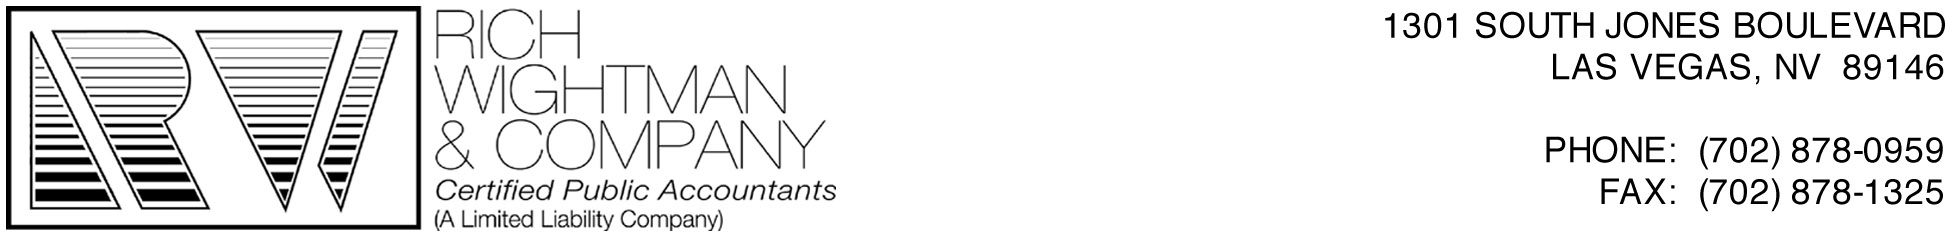 RW
RICH
WIGHTMAN
& COMPANY
Certified Public Accountants
(A Limited Liability Company)
1301 SOUTH JONES BOULEVARD
LAS VEGAS, NV  89146
PHONE:  (702) 878-0959
FAX:  (702) 878-1325